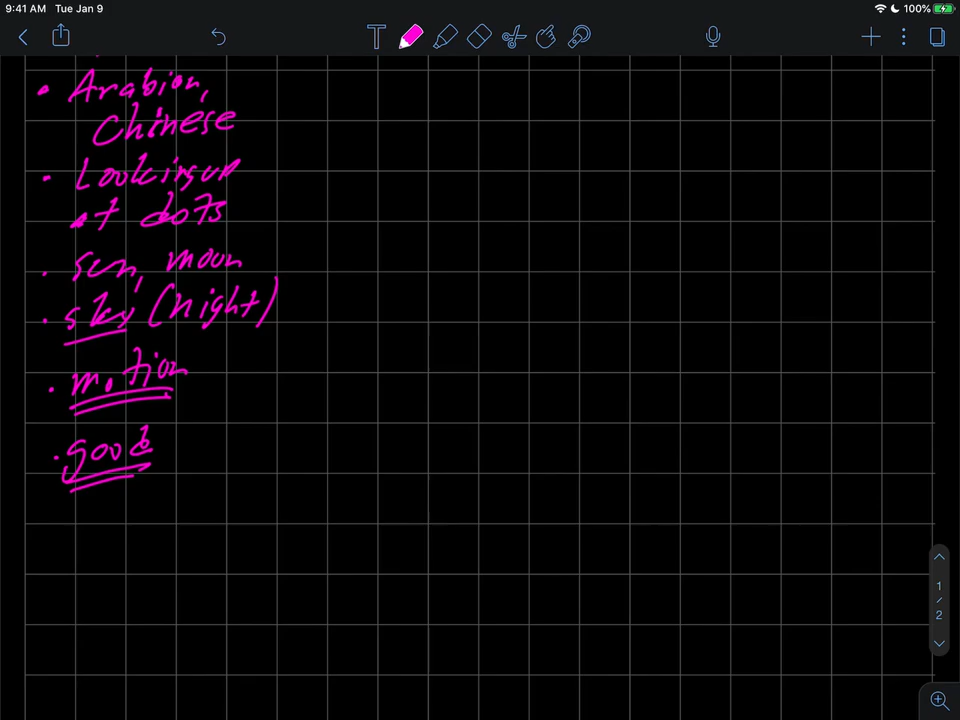 9:41 AM Tue Jan 9
100%
T
• Arabian,
Chinese
• Looking up
at dots
• sun, moon
• sky (night)
• motion
• good
1
/
2